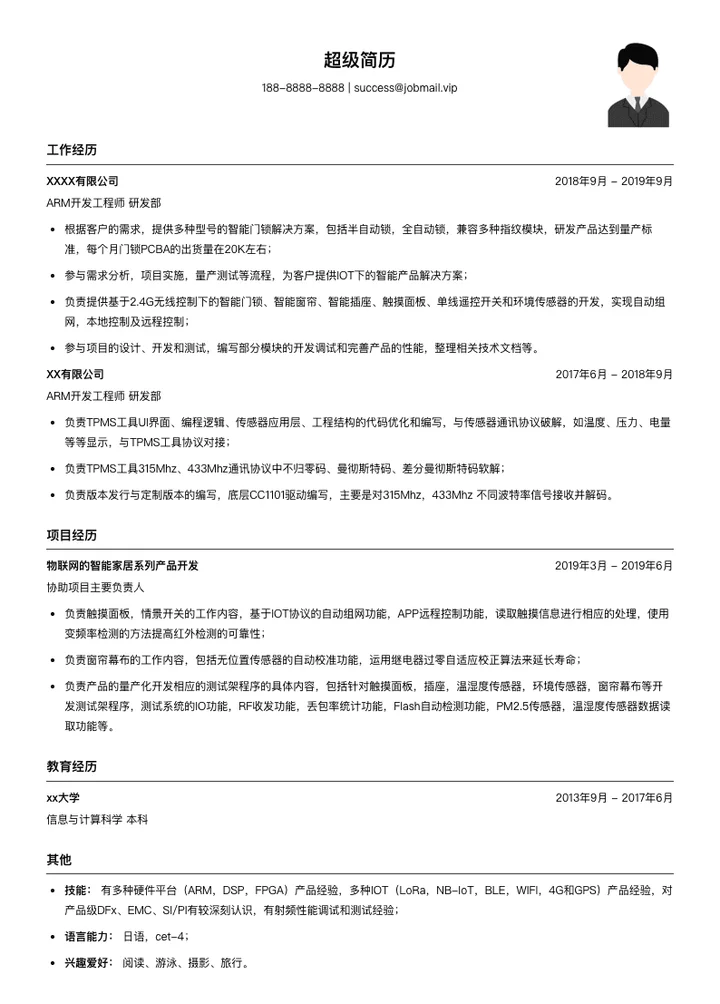 超级简历
188-8888-8888 | success@jobmail.vip
工作经历
XXXX有限公司 2018年9月 - 2019年9月
ARM开发工程师 研发部
• 根据客户的需求，提供多种型号的智能门锁解决方案，包括半自动锁，全自动锁，兼容多种指纹模块，研发产品达到量产标
准，每个月门锁PCBA的出货量在20K左右；
• 参与需求分析，项目实施，量产测试等流程，为客户提供IOT下的智能产品解决方案；
• 负责提供基于2.4G无线控制下的智能门锁、智能窗帘、智能插座、触摸面板、单线遥控开关和环境传感器的开发，实现自动组
网，本地控制及远程控制；
• 参与项目的设计、开发和测试，编写部分模块的开发调试和完善产品的性能，整理相关技术文档等。
XX有限公司 2017年6月 - 2018年9月
ARM开发工程师 研发部
• 负责TPMS工具UI界面、编程逻辑、传感器应用层、工程结构的代码优化和编写，与传感器通讯协议破解，如温度、压力、电量
等等显示，与TPMS工具协议对接；
• 负责TPMS工具315Mhz、433Mhz通讯协议中不归零码、曼彻斯特码、差分曼彻斯特码软解；
• 负责版本发行与定制版本的编写，底层CC1101驱动编写，主要是对315Mhz，433Mhz 不同波特率信号接收并解码。
项目经历
物联网的智能家居系列产品开发 2019年3月 - 2019年6月
协助项目主要负责人
• 负责触摸面板，情景开关的工作内容，基于IOT协议的自动组网功能，APP远程控制功能，读取触摸信息进行相应的处理，使用
变频率检测的方法提高红外检测的可靠性；
• 负责窗帘幕布的工作内容，包括无位置传感器的自动校准功能，运用继电器过零自适应校正算法来延长寿命；
• 负责产品的量产化开发相应的测试架程序的具体内容，包括针对触摸面板，插座，温湿度传感器，环境传感器，窗帘幕布等开
发测试架程序，测试系统的IO功能，RF收发功能，丢包率统计功能，Flash自动检测功能，PM2.5传感器，温湿度传感器数据读
取功能等。
教育经历
xx大学 2013年9月 - 2017年6月
信息与计算科学 本科
其他
• 技能： 有多种硬件平台（ARM，DSP，FPGA）产品经验，多种IOT（LoRa，NB-IoT，BLE，WIFI，4G和GPS）产品经验，对
产品级DFx、EMC、SI/PI有较深刻认识，有射频性能调试和测试经验；
• 语言能力： 日语，cet-4；
• 兴趣爱好： 阅读、游泳、摄影、旅行。